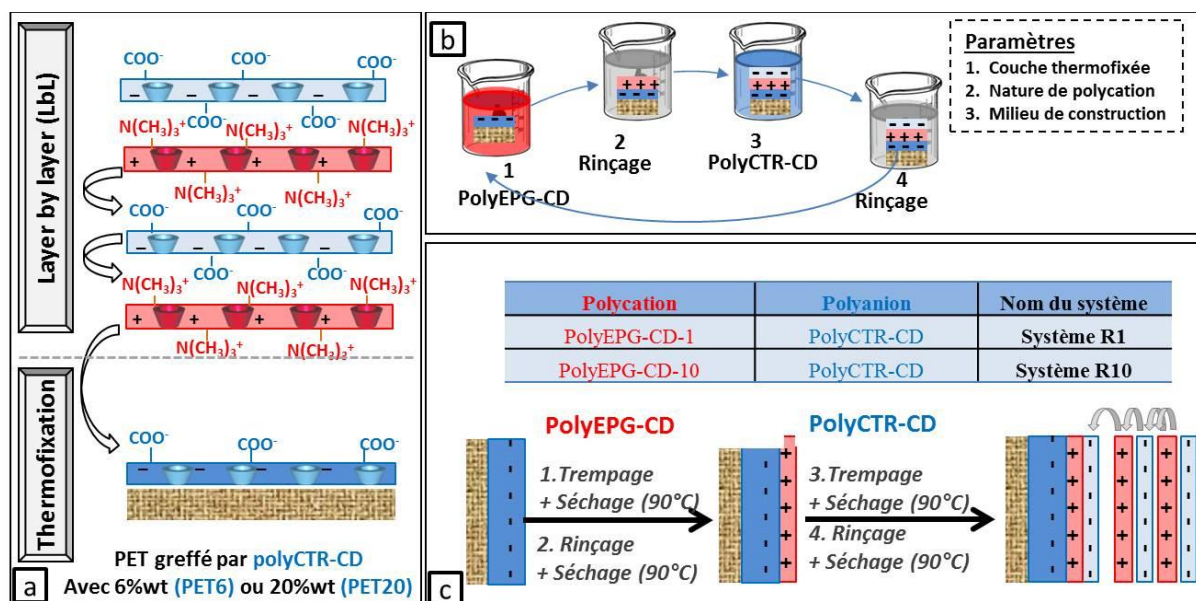 Layer by layer (LbL)
COO⁻
COO⁻
COO⁻
− − − −
COO⁻
COO⁻
N(CH₃)₃⁺
N(CH₃)₃⁺
N(CH₃)₃⁺
+ + + +
N(CH₃)₃⁺
N(CH₃)₃⁺
COO⁻
COO⁻
COO⁻
− − − −
COO⁻
COO⁻
N(CH₃)₃⁺
N(CH₃)₃⁺
N(CH₃)₃⁺
+ + + +
N(CH₃)₃⁺
N(CH₃)₃⁺
Thermofixation
COO⁻
COO⁻
COO⁻
− − − −
PET greffé par polyCTR-CD
Avec 6%wt (PET6) ou 20%wt (PET20)
a
b
1
PolyEPG-CD
2
Rinçage
3
PolyCTR-CD
4
Rinçage
Paramètres
1. Couche thermofixée
2. Nature de polycation
3. Milieu de construction
Polycation Polyanion Nom du système
PolyEPG-CD-1 PolyCTR-CD Système R1
PolyEPG-CD-10 PolyCTR-CD Système R10
PolyEPG-CD
1.Trempage
+ Séchage (90°C)
2. Rinçage
+ Séchage (90°C)
PolyCTR-CD
3.Trempage
+ Séchage (90°C)
4. Rinçage
+ Séchage (90°C)
c